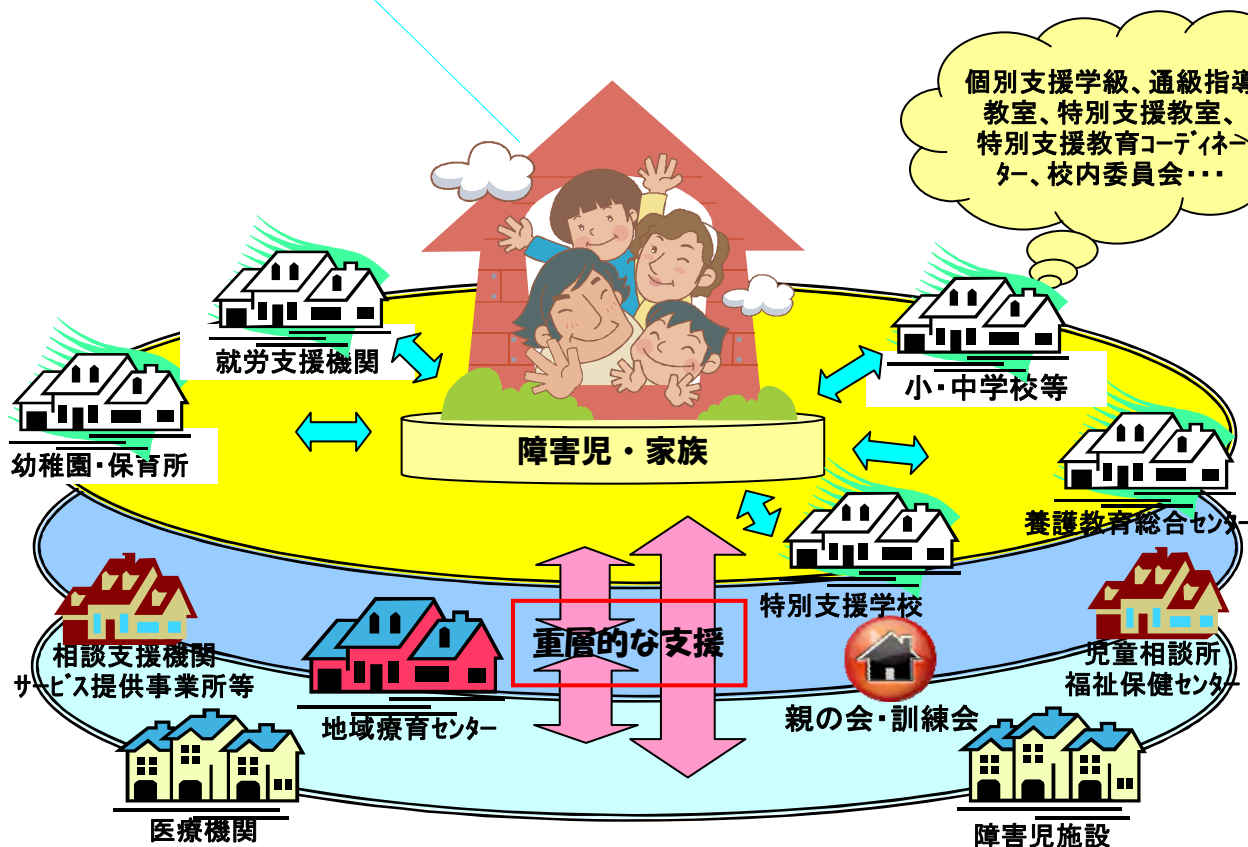 個別支援学級、通級指導
教室、特別支援教室、
特別支援教育コーディネー
ター、校内委員会・・・
就労支援機関
小・中学校等
幼稚園・保育所
障害児・家族
養護教育総合センター
特別支援学校
重層的な支援
相談支援機関
サービス提供事業所等
児童相談所
福祉保健センター
地域療育センター
親の会・訓練会
医療機関
障害児施設